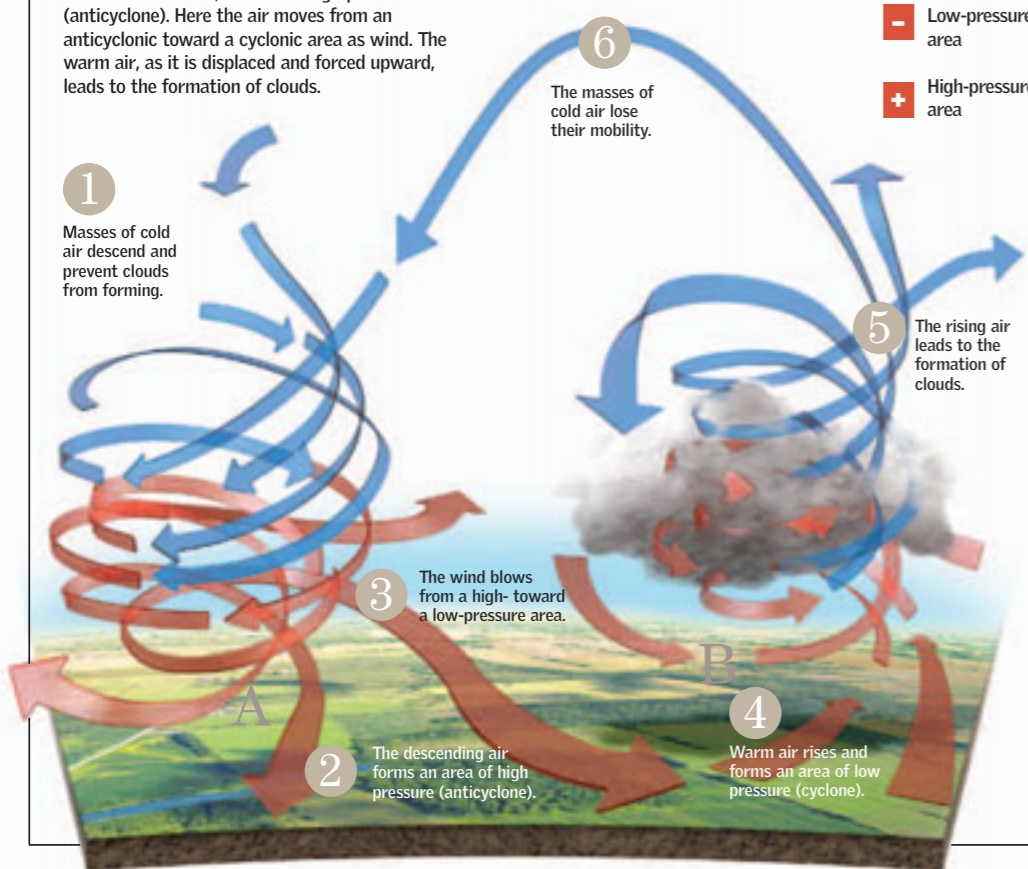 (anticyclone). Here the air moves from an
anticyclonic toward a cyclonic area as wind. The
warm air, as it is displaced and forced upward,
leads to the formation of clouds.
-
Low-pressure
area
+
High-pressure
area
1
Masses of cold
air descend and
prevent clouds
from forming.
6
The masses of
cold air lose
their mobility.
5
The rising air
leads to the
formation of
clouds.
3
The wind blows
from a high- toward
a low-pressure area.
A
B
2
The descending air
forms an area of high
pressure (anticyclone).
4
Warm air rises and
forms an area of low
pressure (cyclone).